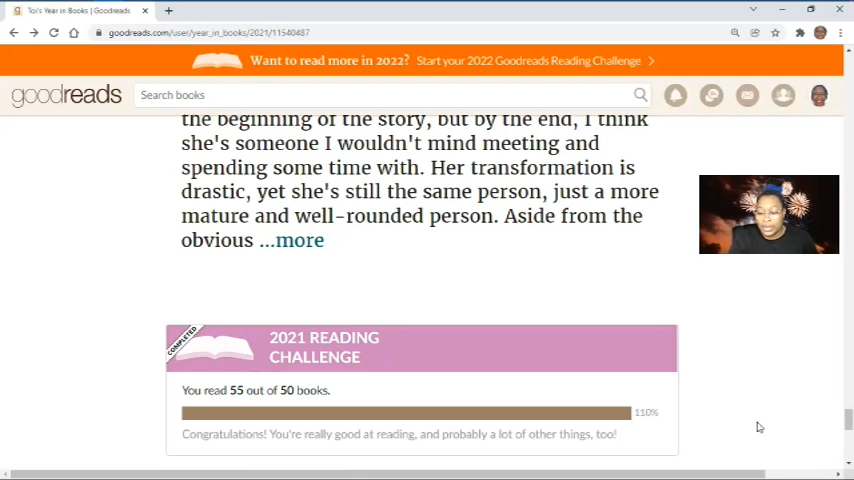 Toi's Year in Books | Goodreads
goodreads.com/user/year_in_books/2021/11540487
Want to read more in 2022? Start your 2022 Goodreads Reading Challenge
goodreads
Search books
the beginning of the story, but by the end, I think
she's someone I wouldn't mind meeting and
spending some time with. Her transformation is
drastic, yet she's still the same person, just a more
mature and well-rounded person. Aside from the
obvious ...more
COMPLETED
2021 READING
CHALLENGE
You read 55 out of 50 books.
110%
Congratulations! You're really good at reading, and probably a lot of other things, too!